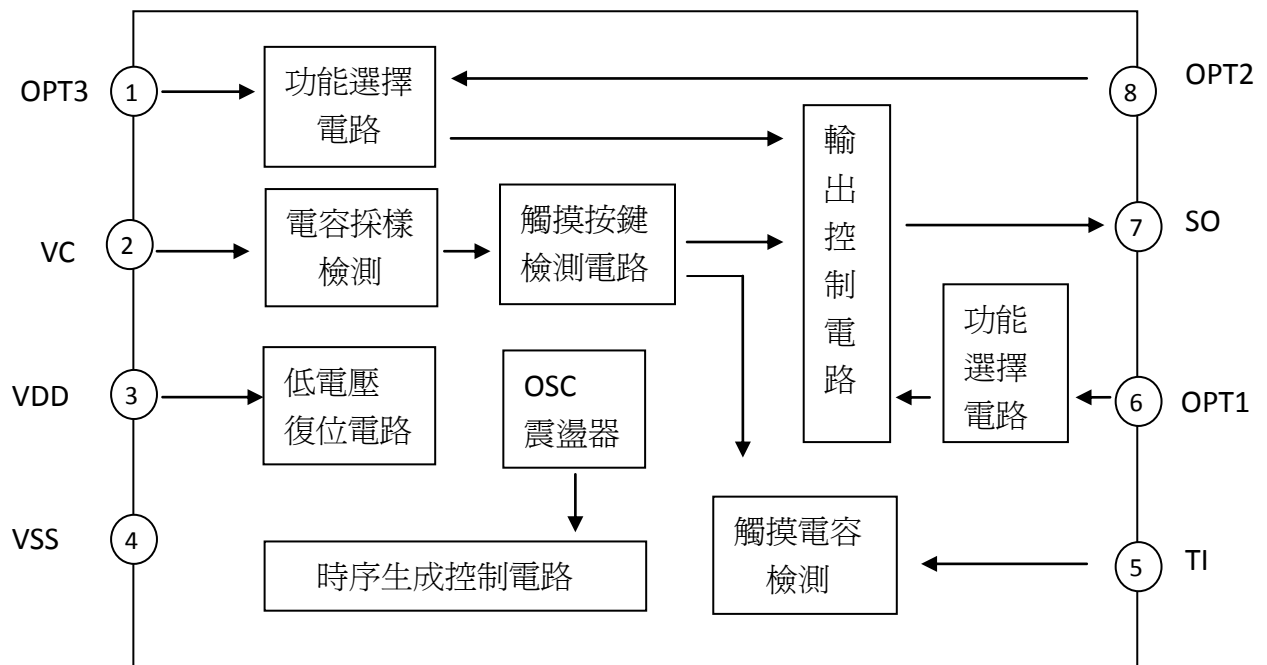 OPT3
1
功能選擇
電路
8
OPT2
VC
2
電容採樣
檢測
觸摸按鍵
檢測電路
輸出控制電路
7
SO
VDD
3
低電壓
復位電路
OSC
震盪器
功能
選擇
電路
6
OPT1
VSS
4
時序生成控制電路
觸摸電容
檢測
5
TI